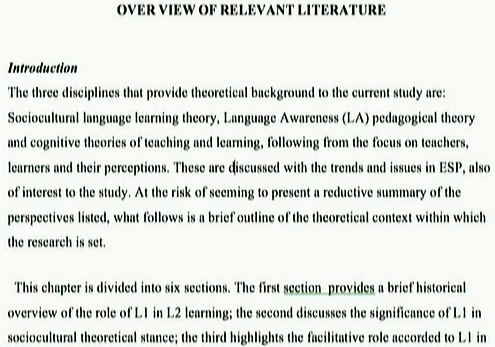 OVER VIEW OF RELEVANT LITERATURE
Introduction
The three disciplines that provide theoretical background to the current study are:
Sociocultural language learning theory, Language Awareness (LA) pedagogical theory
and cognitive theories of teaching and learning, following from the focus on teachers,
learners and their perceptions. These are discussed with the trends and issues in ESP, also
of interest to the study. At the risk of seeming to present a reductive summary of the
perspectives listed, what follows is a brief outline of the theoretical context within which
the research is set.
This chapter is divided into six sections. The first section provides a brief historical
overview of the role of L1 in L2 learning; the second discusses the significance of L1 in
sociocultural theoretical stance; the third highlights the facilitative role accorded to L1 in